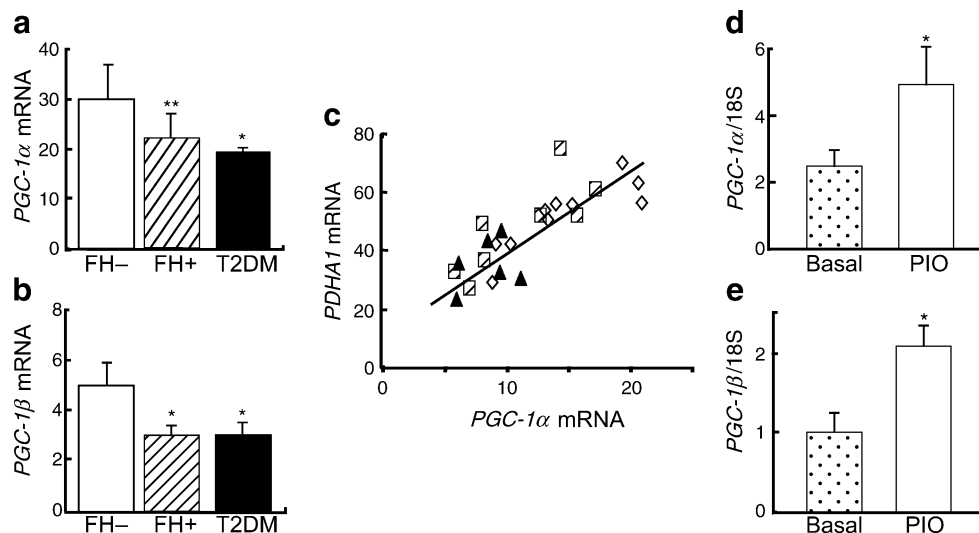 a
PGC-1α mRNA
40
30
20
10
0
**
*
FH– FH+ T2DM
b
PGC-1β mRNA
8
6
4
2
0
*
*
FH– FH+ T2DM
c
PDHA1 mRNA
80
60
40
20
0
0 10 20
PGC-1α mRNA
d
PGC-1α/18S
6
4
2
0
*
Basal PIO
e
PGC-1β/18S
2
1
0
*
Basal PIO